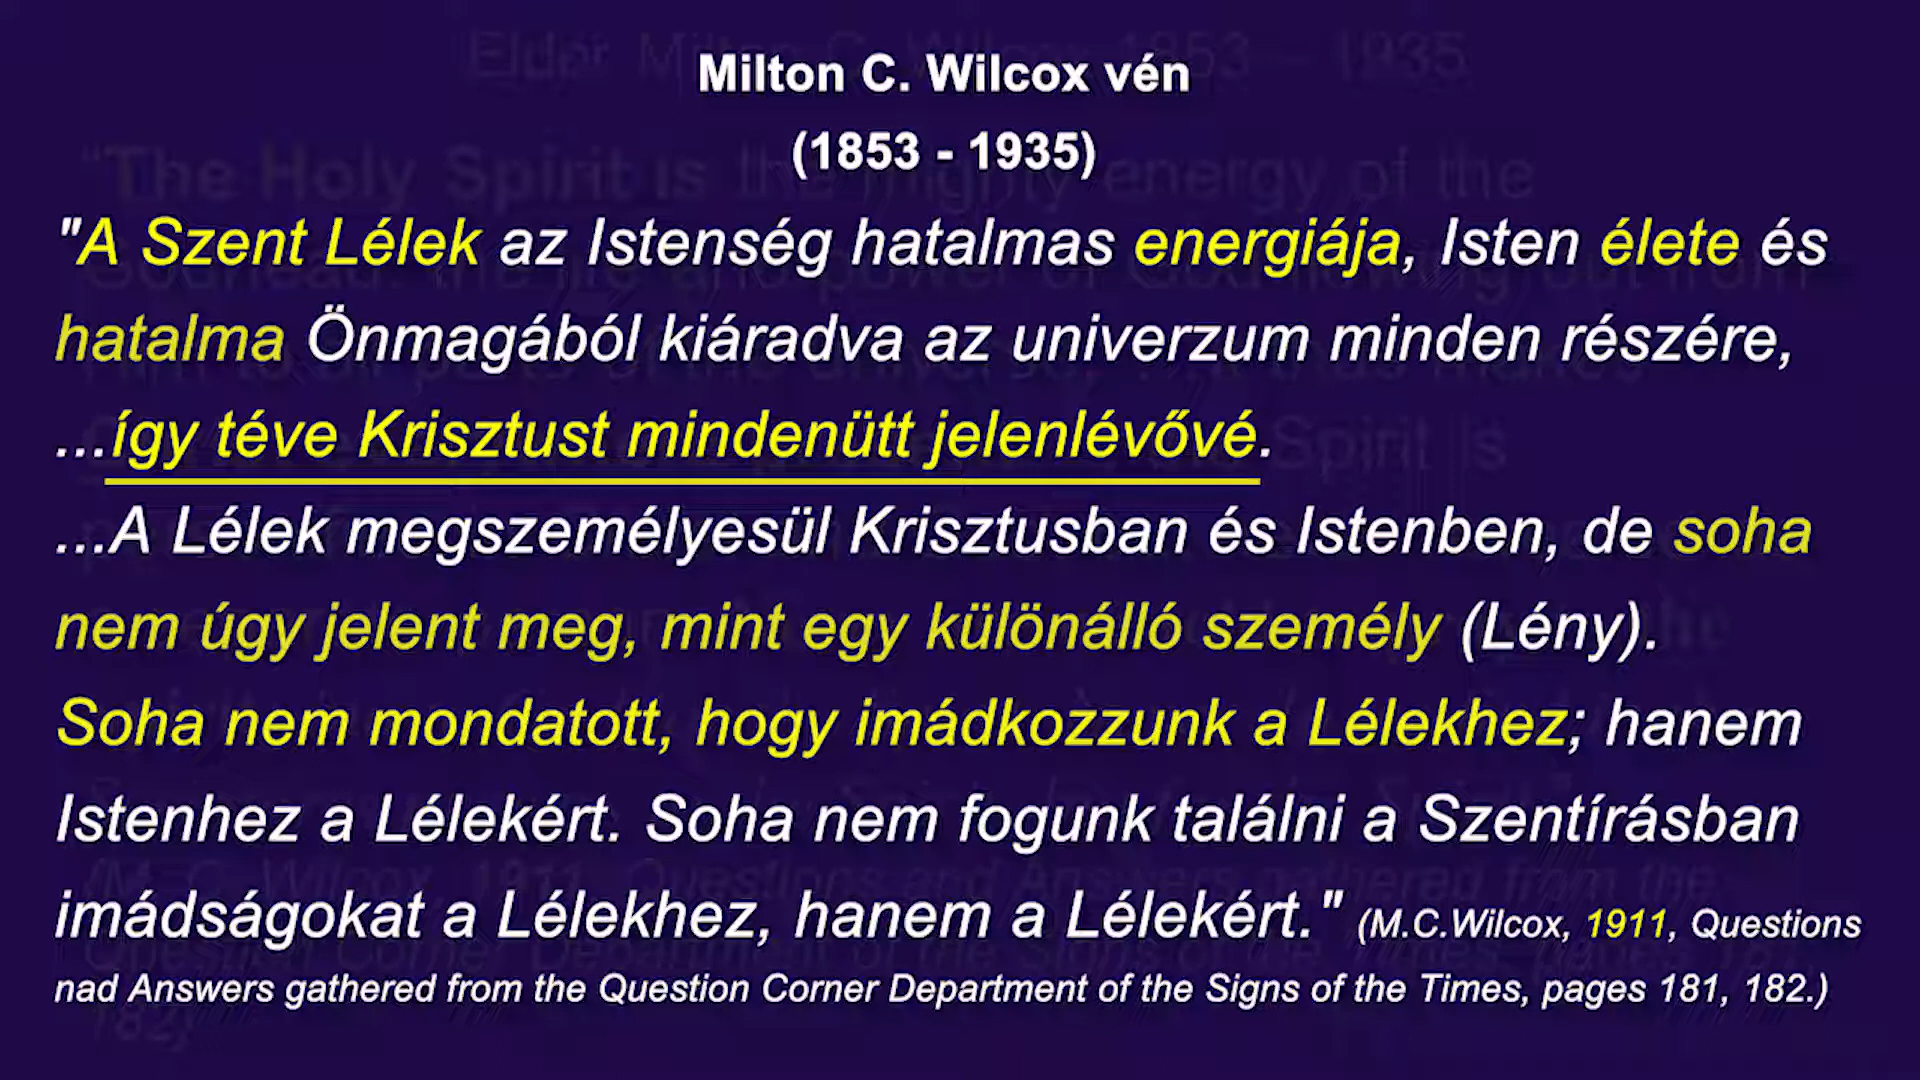 Milton C. Wilcox vén
(1853 - 1935)
"A Szent Lélek az Istenség hatalmas energiája, Isten élete és
hatalma Önmagából kiáradva az univerzum minden részére,
...így téve Krisztust mindenütt jelenlévővé.
...A Lélek megszemélyesül Krisztusban és Istenben, de soha
nem úgy jelent meg, mint egy különálló személy (Lény).
Soha nem mondatott, hogy imádkozzunk a Lélekhez; hanem
Istenhez a Lélekért. Soha nem fogunk találni a Szentírásban
imádságokat a Lélekhez, hanem a Lélekért." (M.C.Wilcox, 1911, Questions
nad Answers gathered from the Question Corner Department of the Signs of the Times, pages 181, 182.)